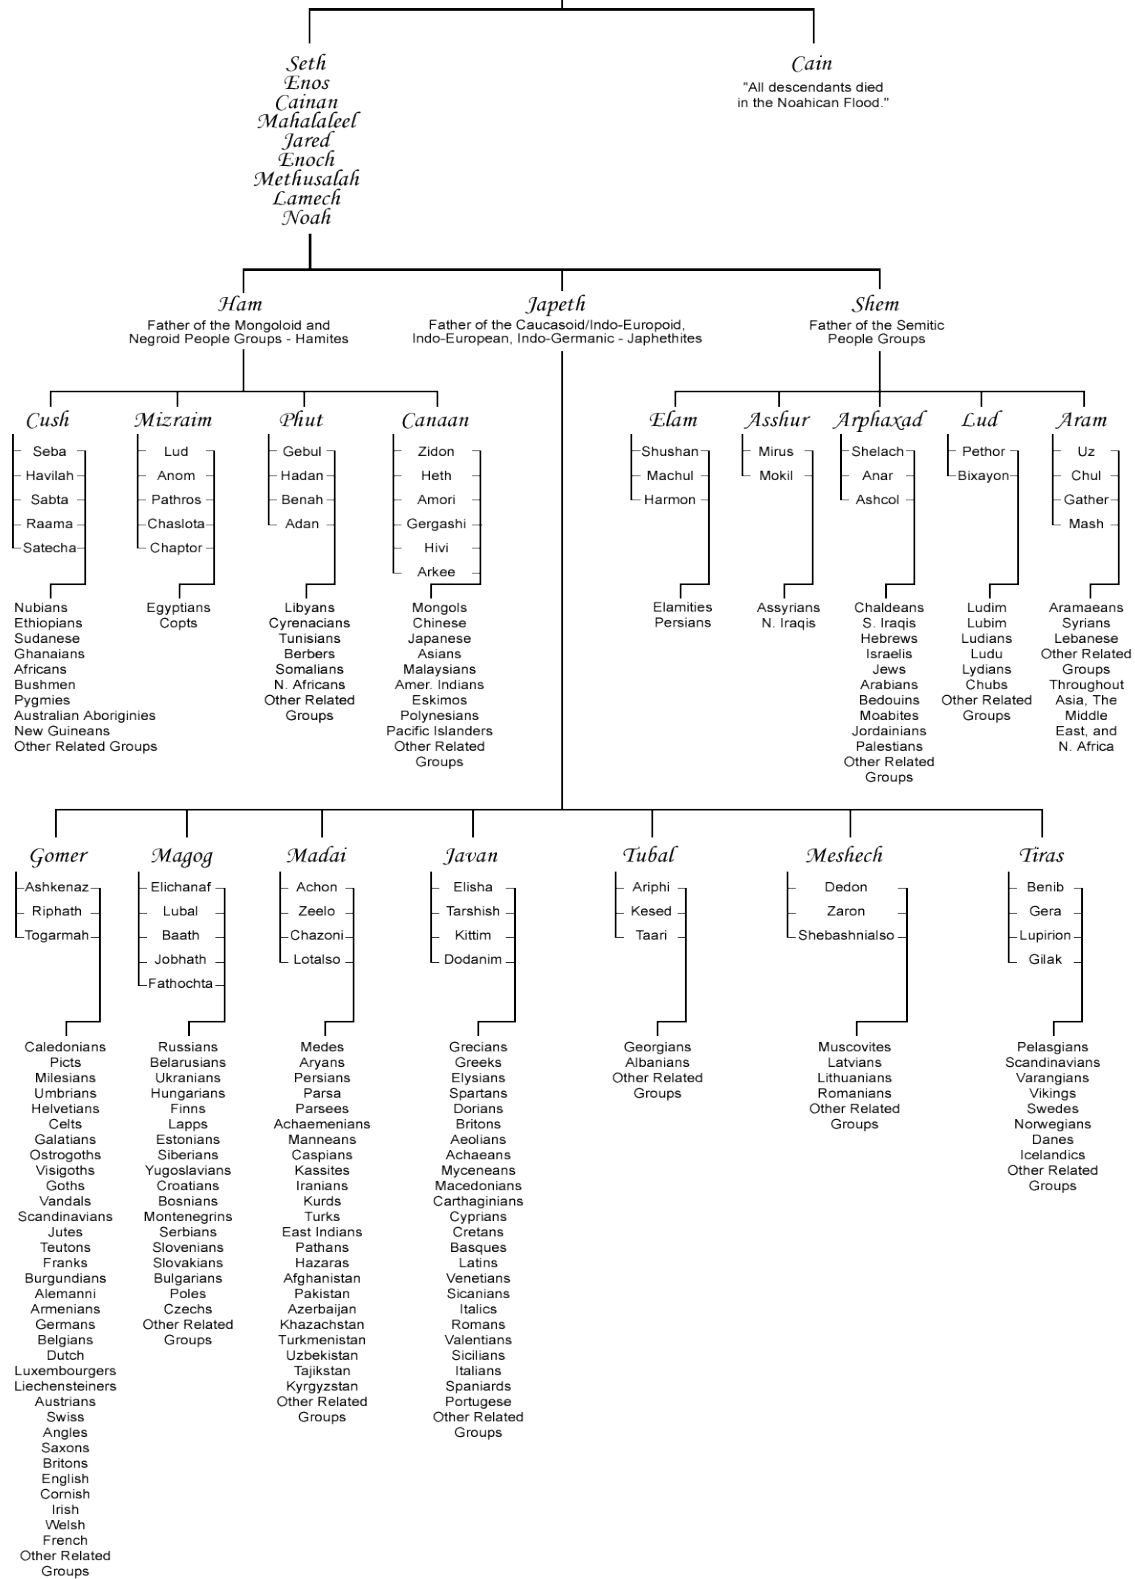 Seth
Enos
Cainan
Mahalaleel
Jared
Enoch
Methusalah
Lamech
Noah
Cain
"All descendants died
in the Noahican Flood."
Ham
Father of the Mongoloid and
Negroid People Groups - Hamites
Japeth
Father of the Caucasoid/Indo-Europoid,
Indo-European, Indo-Germanic - Japhethites
Shem
Father of the Semitic
People Groups
Cush
Seba
Havilah
Sabta
Raama
Satecha
Nubians
Ethiopians
Sudanese
Ghanaians
Africans
Bushmen
Pygmies
Australian Aboriginies
New Guineans
Other Related Groups
Mizraim
Lud
Anom
Pathros
Chaslota
Chaptor
Egyptians
Copts
Phut
Gebul
Hadan
Benah
Adan
Libyans
Cyrenacians
Tunisians
Berbers
Somalians
N. Africans
Other Related
Groups
Canaan
Zidon
Heth
Amori
Gergashi
Hivi
Arkee
Mongols
Chinese
Japanese
Asians
Malaysians
Amer. Indians
Eskimos
Polynesians
Pacific Islanders
Other Related
Groups
Elam
Shushan
Machul
Harmon
Elamities
Persians
Asshur
Mirus
Mokil
Assyrians
N. Iraqis
Arphaxad
Shelach
Anar
Ashcol
Chaldeans
S. Iraqis
Hebrews
Israelis
Jews
Arabians
Bedouins
Moabites
Jordainians
Palestians
Other Related
Groups
Lud
Pethor
Bixayon
Ludim
Lubim
Ludians
Ludu
Lydians
Chubs
Other Related
Groups
Aram
Uz
Chul
Gather
Mash
Aramaeans
Syrians
Lebanese
Other Related
Groups
Throughout
Asia, The
Middle
East, and
N. Africa
Gomer
Ashkenaz
Riphath
Togarmah
Caledonians
Picts
Milesians
Umbrians
Helvetians
Celts
Galatians
Ostrogoths
Visigoths
Goths
Vandals
Scandinavians
Jutes
Teutons
Franks
Burgundians
Alemanni
Armenians
Germans
Belgians
Dutch
Luxembourgers
Liechensteiners
Austrians
Swiss
Angles
Saxons
Britons
English
Cornish
Irish
Welsh
French
Other Related
Groups
Magog
Elichanaf
Lubal
Baath
Jobhath
Fathochta
Russians
Belarusians
Ukranians
Hungarians
Finns
Lapps
Estonians
Siberians
Yugoslavians
Croatians
Bosnians
Montenegrins
Serbians
Slovenians
Slovakians
Bulgarians
Poles
Czechs
Other Related
Groups
Madai
Achon
Zeelo
Chazoni
Lotalso
Medes
Aryans
Persians
Parsa
Parsees
Achaemenians
Manneans
Caspians
Kassites
Iranians
Kurds
Turks
East Indians
Pathans
Hazaras
Afghanistan
Pakistan
Azerbaijan
Khazachstan
Turkmenistan
Uzbekistan
Tajikstan
Kyrgyzstan
Other Related
Groups
Javan
Elisha
Tarshish
Kittim
Dodanim
Grecians
Greeks
Elysians
Spartans
Dorians
Britons
Aeolians
Achaeans
Myceneans
Macedonians
Carthaginians
Cyprians
Cretans
Basques
Latins
Venetians
Sicanians
Italics
Romans
Valentians
Sicilians
Italians
Spaniards
Portugese
Other Related
Groups
Tubal
Ariphi
Kesed
Taari
Georgians
Albanians
Other Related
Groups
Meshech
Dedon
Zaron
Shebashnialso
Muscovites
Latvians
Lithuanians
Romanians
Other Related
Groups
Tiras
Benib
Gera
Lupirion
Gilak
Pelasgians
Scandinavians
Varangians
Vikings
Swedes
Norwegians
Danes
Icelandics
Other Related
Groups